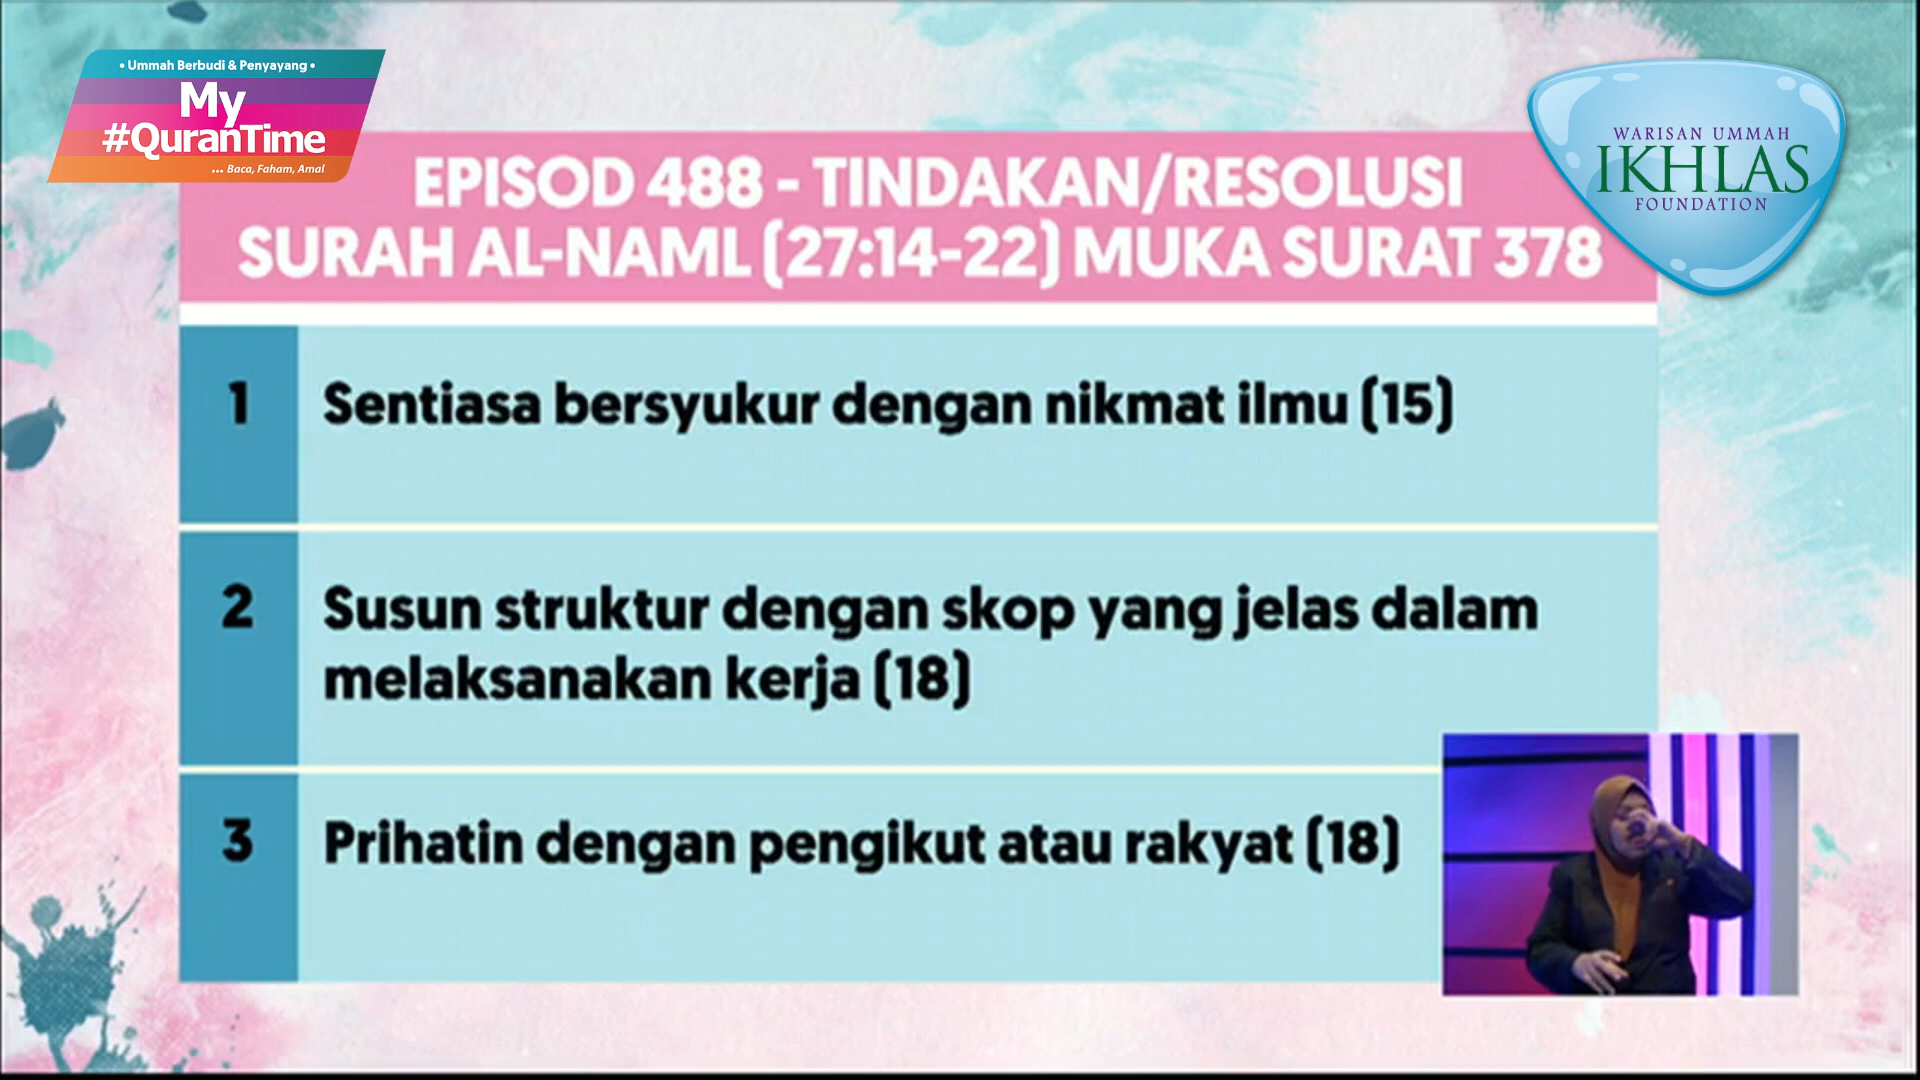 • Ummah Berbudi & Penyayang •
My
#QuranTime
... Baca, Faham, Amal
WARISAN UMMAH
IKHLAS
FOUNDATION
EPISOD 488 - TINDAKAN/RESOLUSI
SURAH AL-NAML (27:14-22) MUKA SURAT 378
1 Sentiasa bersyukur dengan nikmat ilmu (15)
2 Susun struktur dengan skop yang jelas dalam
melaksanakan kerja (18)
3 Prihatin dengan pengikut atau rakyat (18)